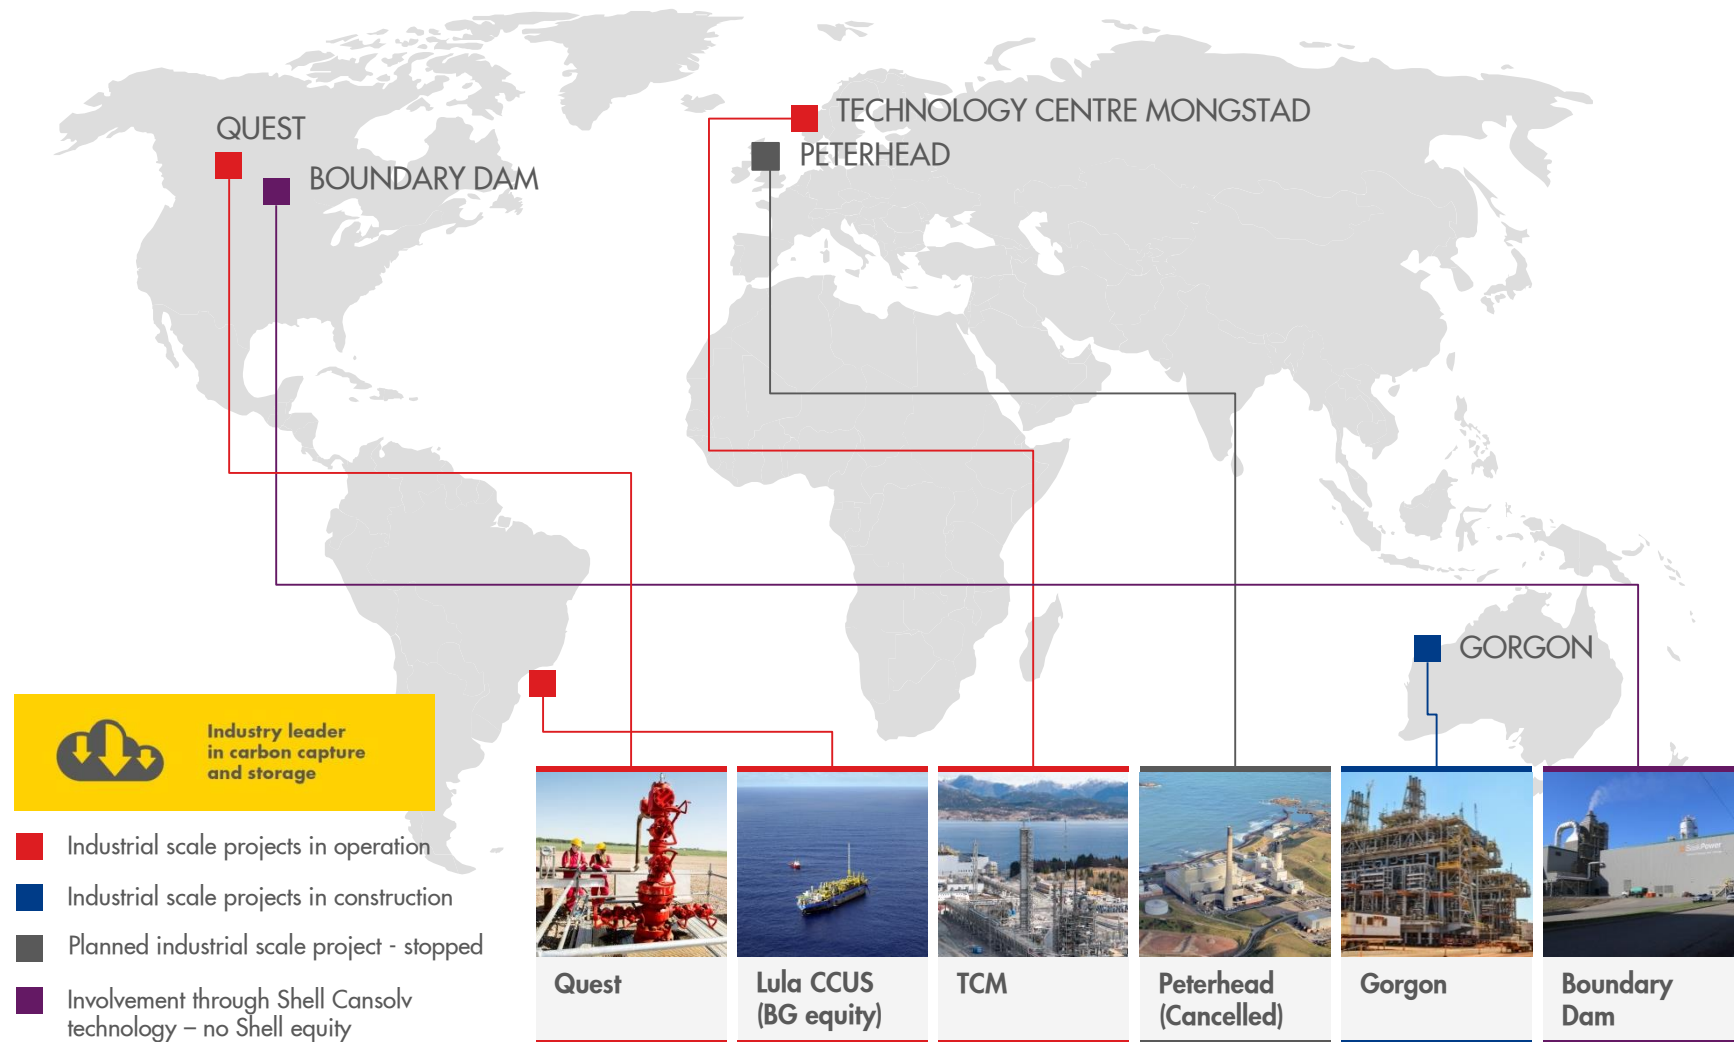 QUEST
BOUNDARY DAM
TECHNOLOGY CENTRE MONGSTAD
PETERHEAD
GORGON
Industry leader
in carbon capture
and storage
Industrial scale projects in operation
Industrial scale projects in construction
Planned industrial scale project - stopped
Involvement through Shell Cansolv
technology – no Shell equity
SaskPower
Quest
Lula CCUS
(BG equity)
TCM
Peterhead
(Cancelled)
Gorgon
Boundary
Dam